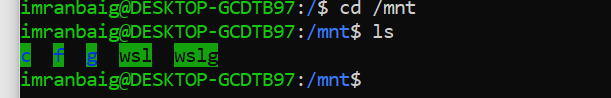 imranbaig@DESKTOP-GCDTB97:/$ cd /mnt
imranbaig@DESKTOP-GCDTB97:/mnt$ ls
c  f  g  wsl  wslg
imranbaig@DESKTOP-GCDTB97:/mnt$